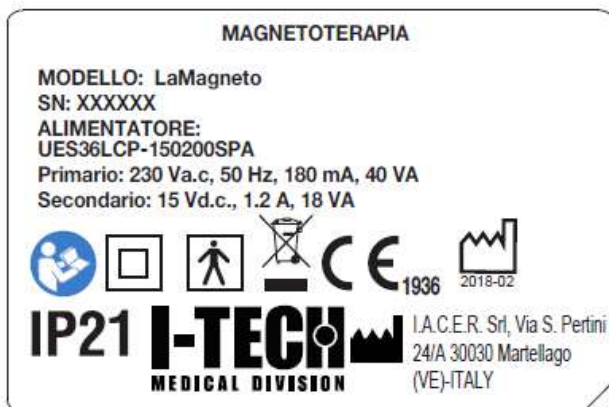 MAGNETOTERAPIA
MODELLO: LaMagneto
SN: XXXXXX
ALIMENTATORE:
UES36LCP-150200SPA
Primario: 230 Va.c, 50 Hz, 180 mA, 40 VA
Secondario: 15 Vd.c., 1.2 A, 18 VA
CE 1936
2018-02
IP21
I-TECH
MEDICAL DIVISION
I.A.C.E.R. Srl, Via S. Pertini
24/A 30030 Martellago
(VE)-ITALY